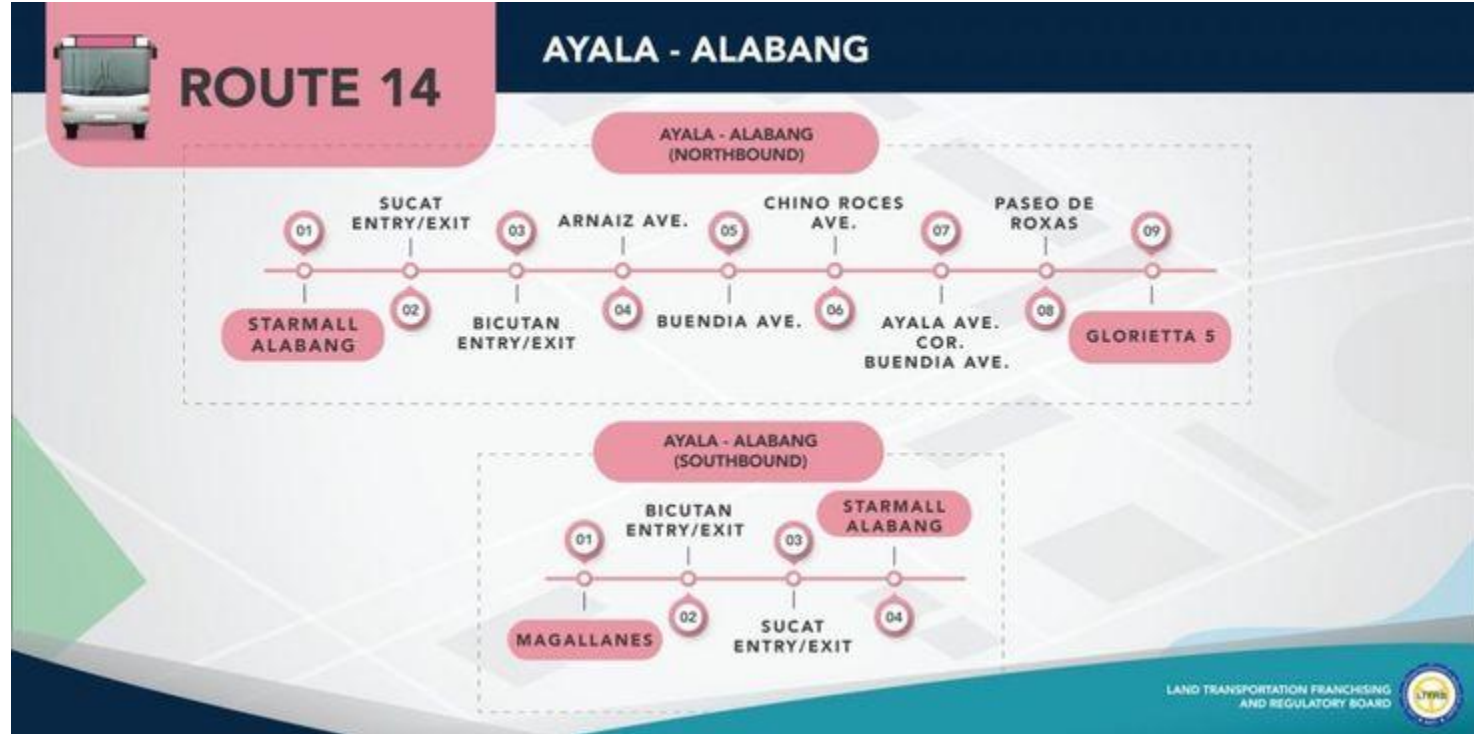 ROUTE 14
AYALA - ALABANG
AYALA - ALABANG
(NORTHBOUND)
01
STARMALL
ALABANG
SUCAT
ENTRY/EXIT
02
03
BICUTAN
ENTRY/EXIT
ARNAIZ AVE.
04
05
BUENDIA AVE.
CHINO ROCES
AVE.
06
07
AYALA AVE.
COR.
BUENDIA AVE.
PASEO DE
ROXAS
08
09
GLORIETTA 5
AYALA - ALABANG
(SOUTHBOUND)
01
MAGALLANES
BICUTAN
ENTRY/EXIT
02
03
SUCAT
ENTRY/EXIT
STARMALL
ALABANG
04
LAND TRANSPORTATION FRANCHISING
AND REGULATORY BOARD
LTFRB